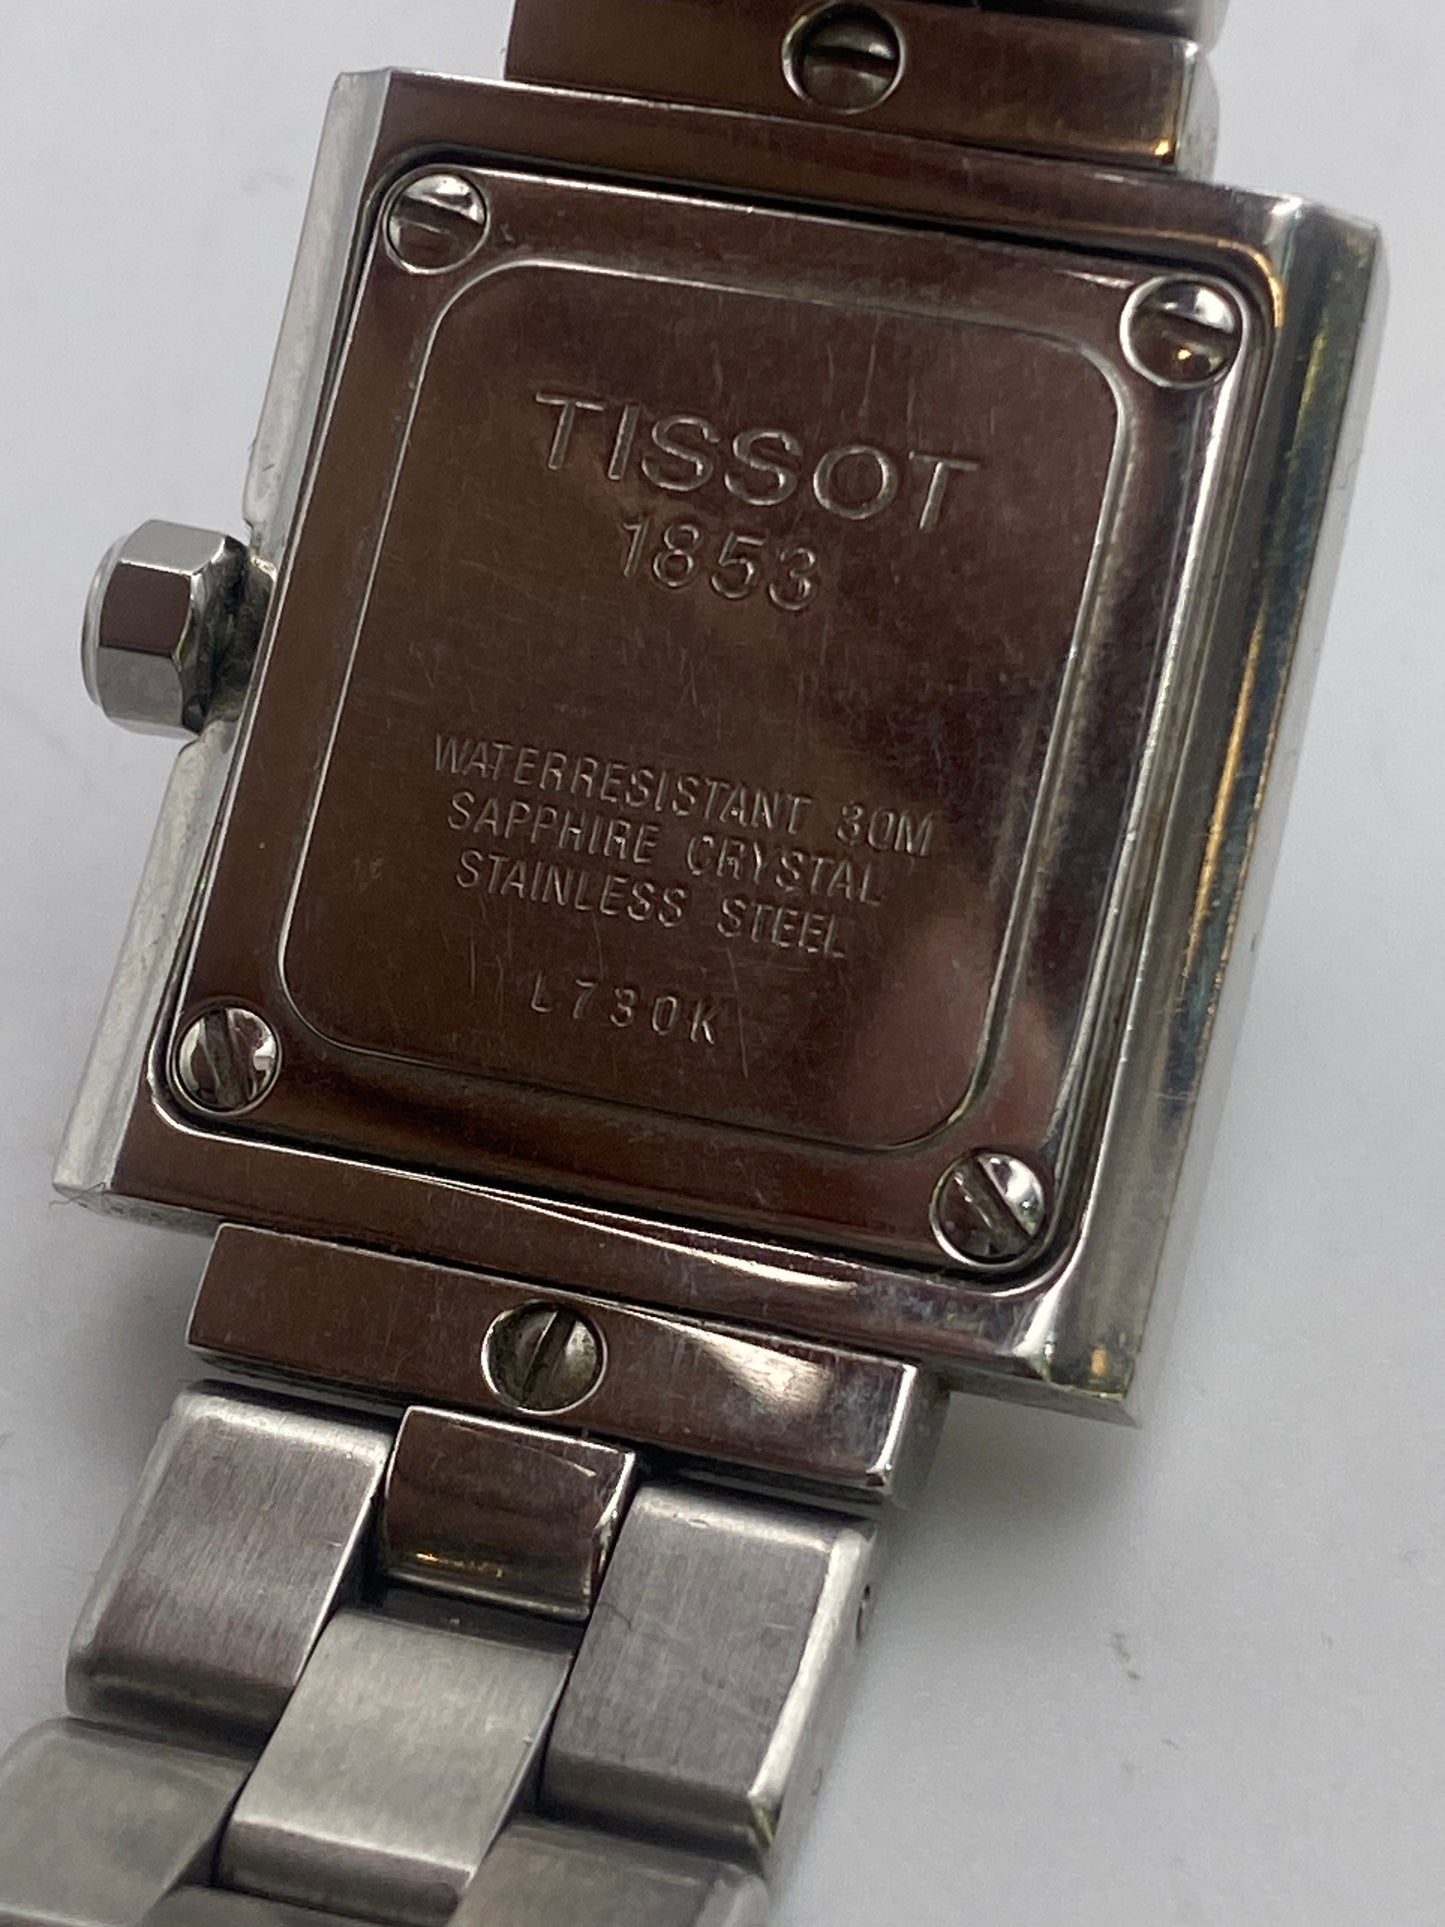 TISSOT
1853
WATERRESISTANT 30M
SAPPHIRE CRYSTAL
STAINLESS STEEL
L730K